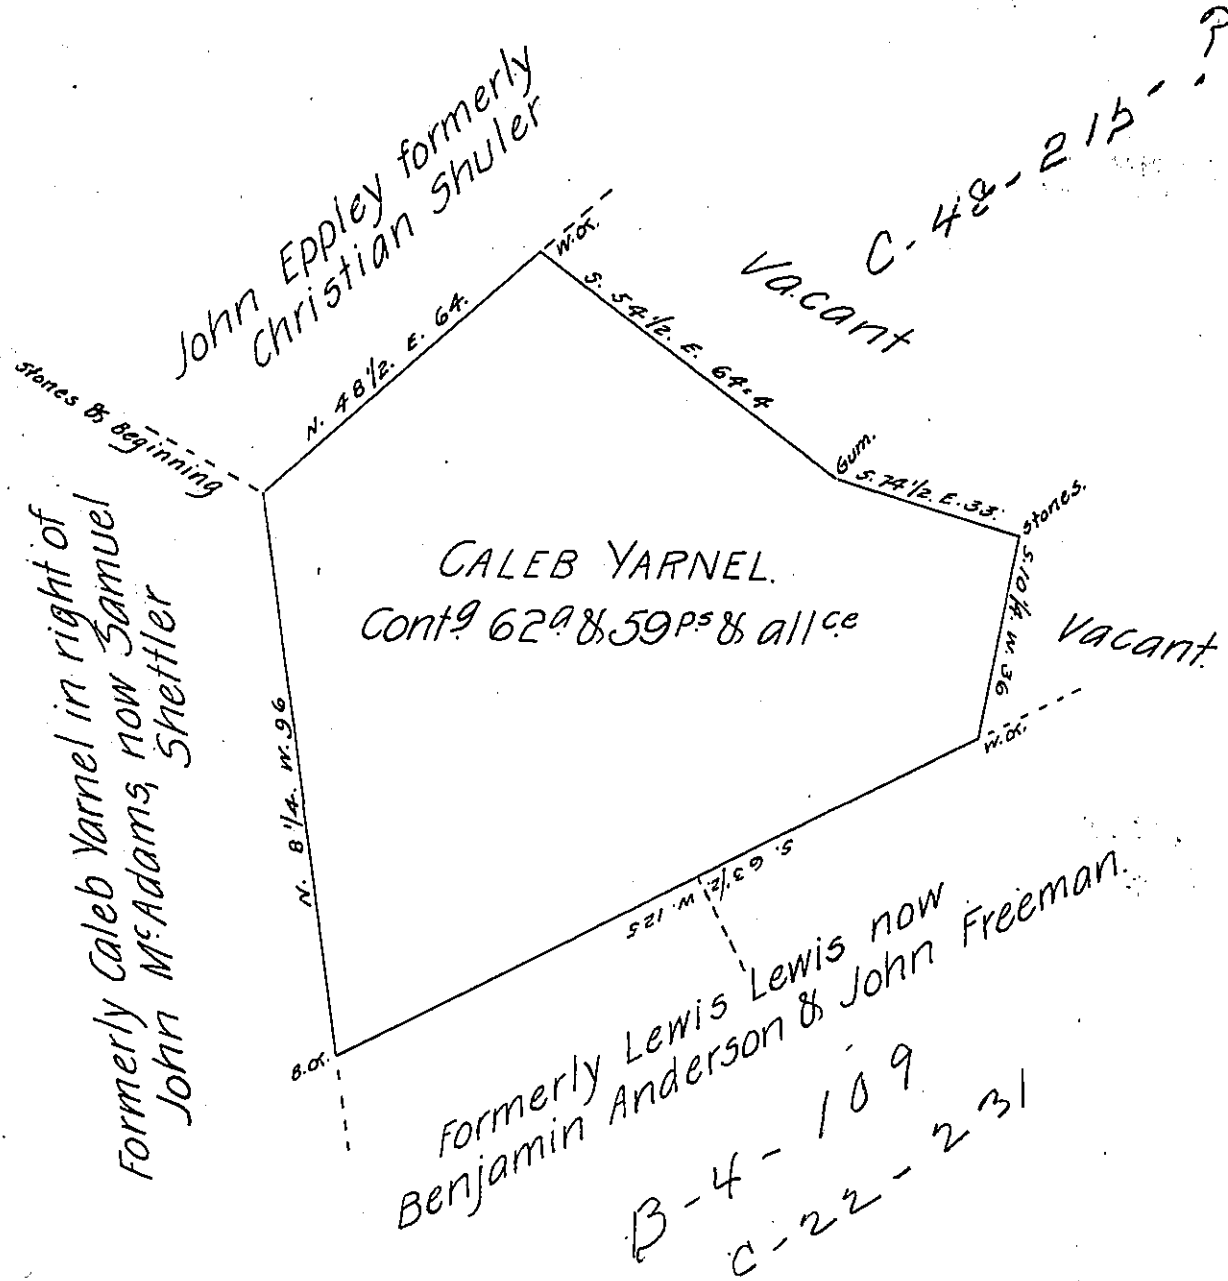 John Eppley formerly
Christian Shuler
C-48-215--?
Vacant
W.O.
N. 48 1/2. E. 64.
S. 54 1/2. E. 64=4
Stones & Beginning
Gum.
S. 74 1/2. E. 33.
Stones.
S. 10 1/4. W. 36
Vacant.
W.O.
CALEB YARNEL.
Contg 62a & 59ps & allce
Formerly Caleb Yarnel in right of
John McAdams, now Samuel
Shettler
N. 8 1/4. W. 96
S. 63 1/2. W. 125
B.O.
Formerly Lewis Lewis now
Benjamin Anderson & John Freeman.
B-4-109
C-22-231